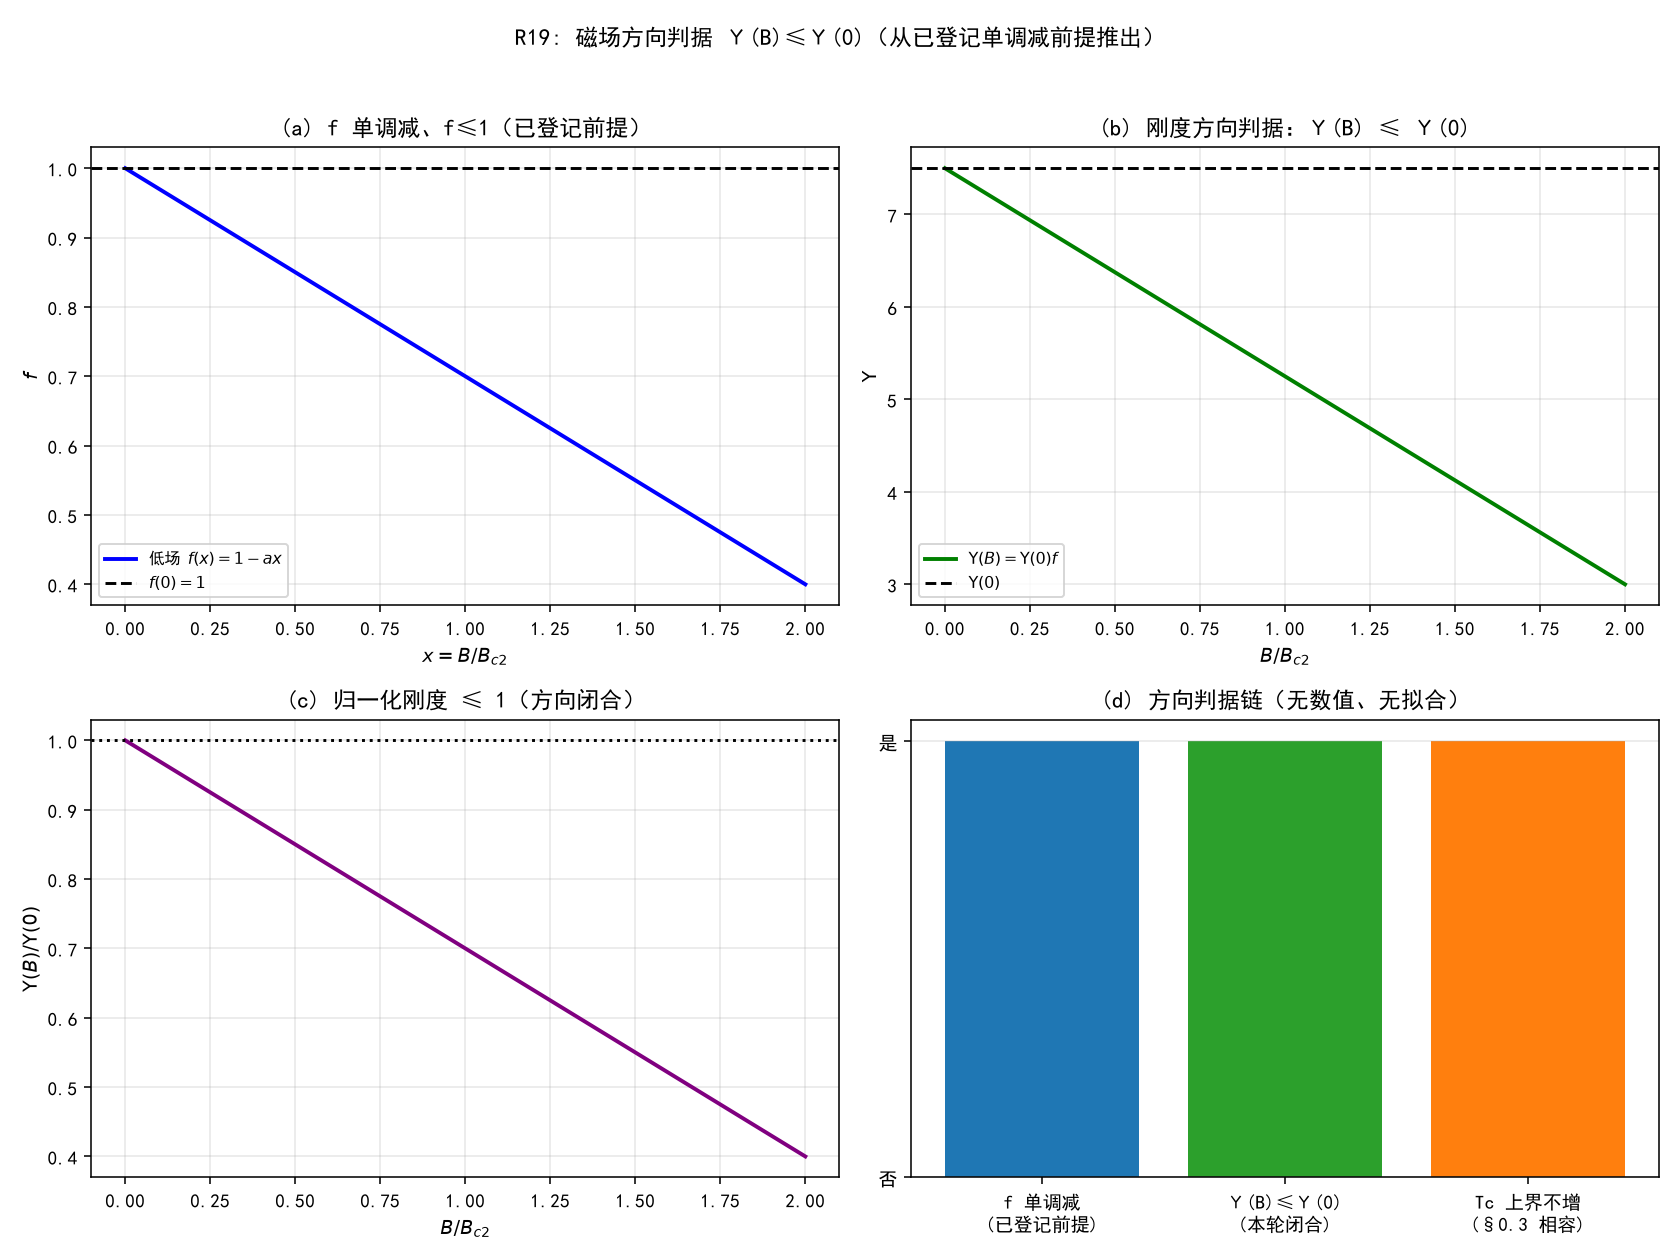 R19: 磁场方向判据 Υ(B)≤Υ(0)（从已登记单调减前提推出）
(a) f 单调减、f≤1（已登记前提）
1.0
0.9
0.8
0.7
0.6
0.5
0.4
f
低场 f(x)=1−ax
f(0)=1
0.00 0.25 0.50 0.75 1.00 1.25 1.50 1.75 2.00
x = B/Bc2
(b) 刚度方向判据: Υ(B) ≤ Υ(0)
7
6
5
4
3
Υ
Υ(B)=Υ(0)f
Υ(0)
0.00 0.25 0.50 0.75 1.00 1.25 1.50 1.75 2.00
B/Bc2
(c) 归一化刚度 ≤ 1（方向闭合）
1.0
0.9
0.8
0.7
0.6
0.5
0.4
Υ(B)/Υ(0)
0.00 0.25 0.50 0.75 1.00 1.25 1.50 1.75 2.00
B/Bc2
(d) 方向判据链（无数值、无拟合）
是
否
f 单调减
（已登记前提）
Υ(B)≤Υ(0)
（本轮闭合）
Tc 上界不增
（§0.3 相容）